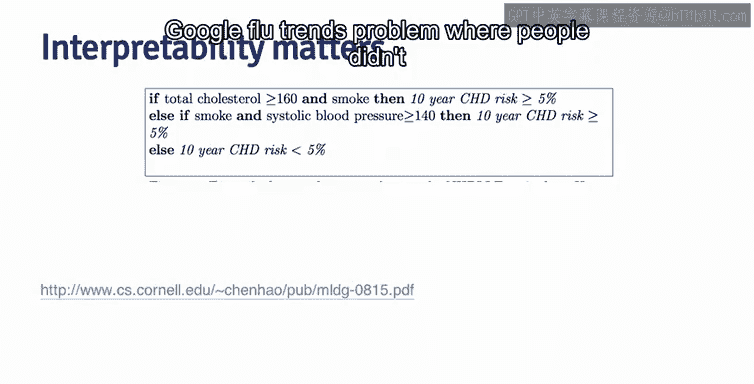 Google flu trends problem where people
didn't
Interpretability matters
if total cholesterol ≥160 and smoke then 10 year CHD risk ≥ 5%
else if smoke and systolic blood pressure≥140 then 10 year CHD risk ≥
5%
else 10 year CHD risk < 5%
http://www.cs.cornell.edu/~chenhao/pub/mldg-0815.pdf